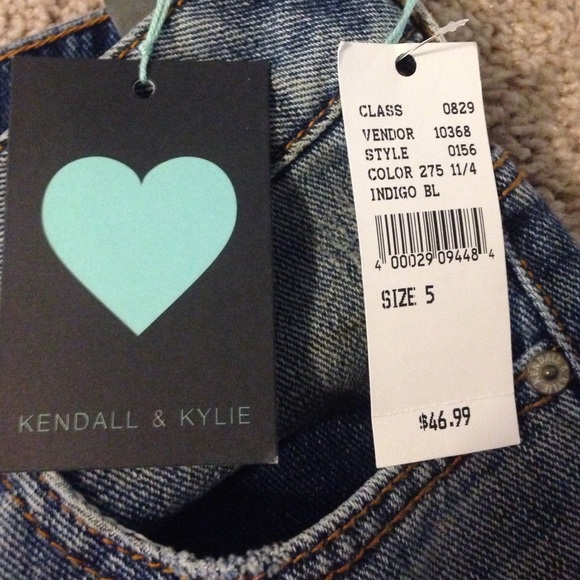 KENDALL & KYLIE
CLASS 0829
VENDOR 10368
STYLE 0156
COLOR 275 11/4
INDIGO BL
4 00029 09448 4
SIZE 5
$46.99